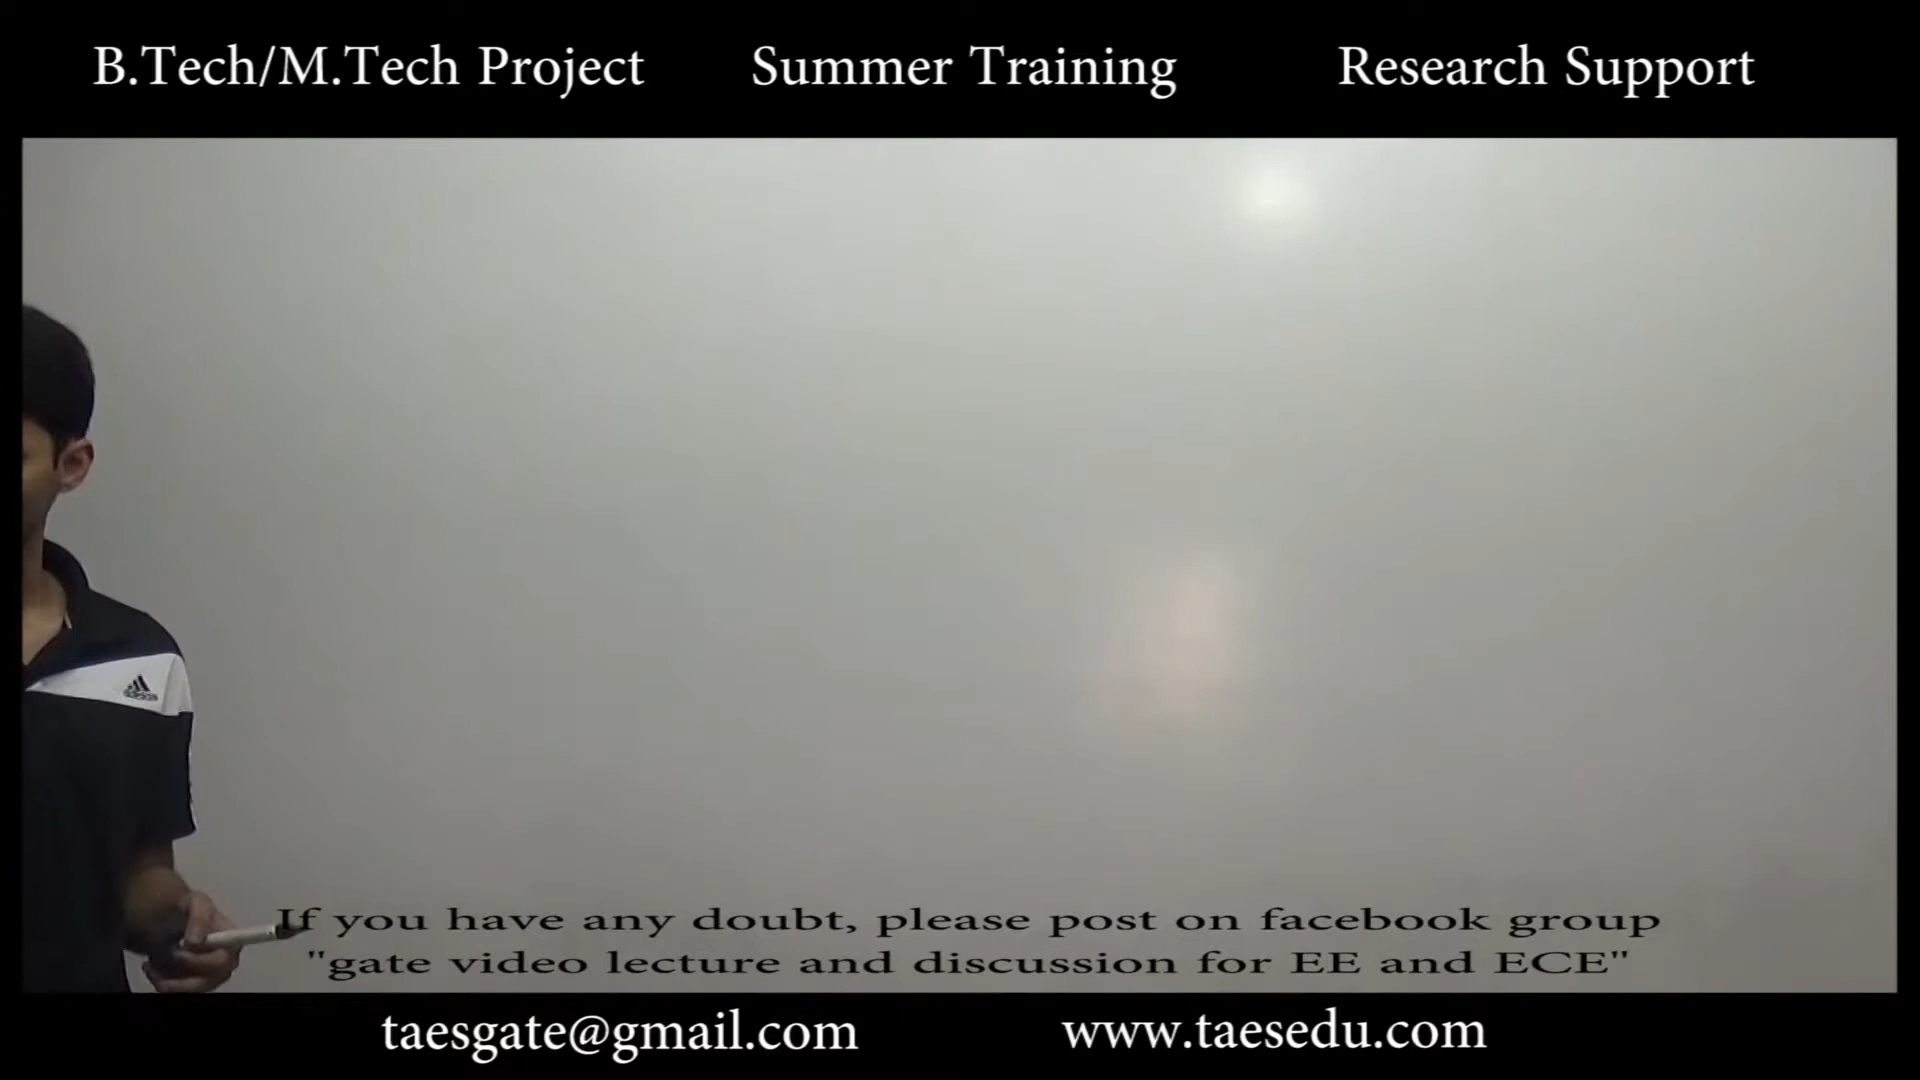 B.Tech/M.Tech Project Summer Training Research Support
adidas
If you have any doubt, please post on facebook group
"gate video lecture and discussion for EE and ECE"
taesgate@gmail.com www.taesedu.com